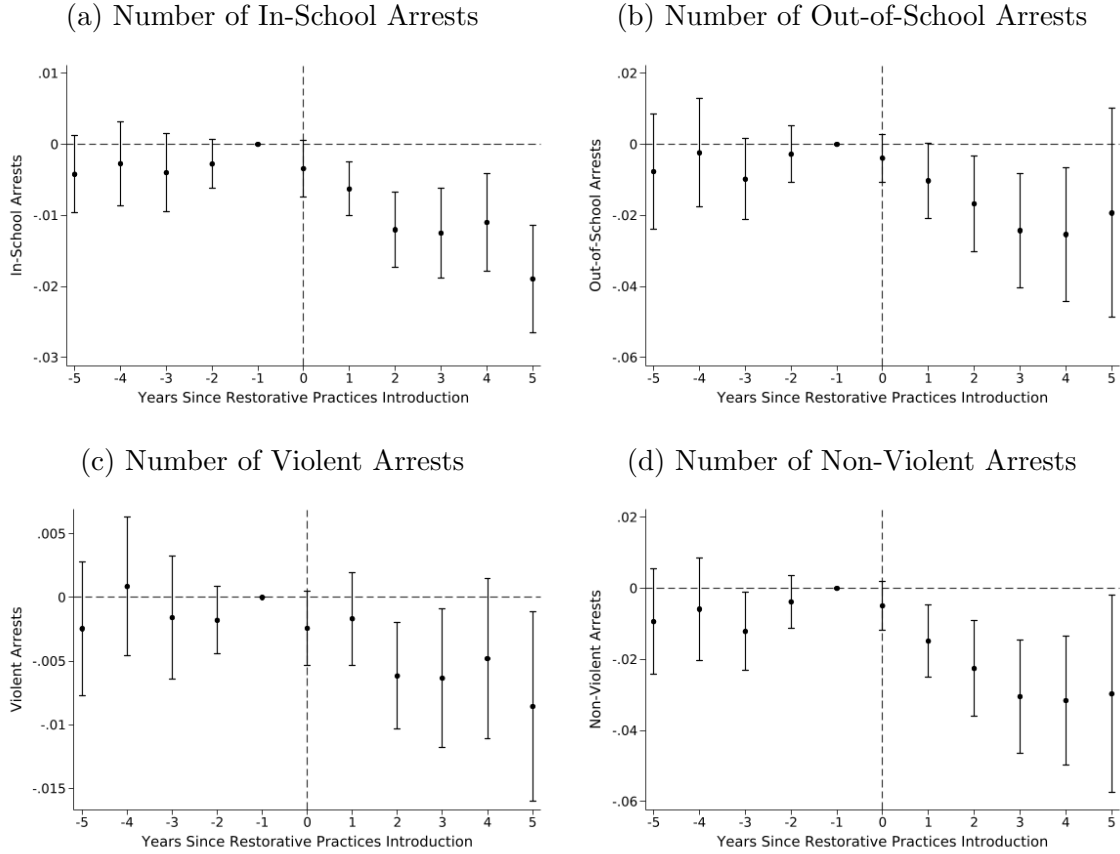 (a) Number of In-School Arrests
.01
0
-.01
-.02
-.03
In-School Arrests
-5 -4 -3 -2 -1 0 1 2 3 4 5
Years Since Restorative Practices Introduction
(b) Number of Out-of-School Arrests
.02
0
-.02
-.04
-.06
Out-of-School Arrests
-5 -4 -3 -2 -1 0 1 2 3 4 5
Years Since Restorative Practices Introduction
(c) Number of Violent Arrests
.005
0
-.005
-.01
-.015
Violent Arrests
-5 -4 -3 -2 -1 0 1 2 3 4 5
Years Since Restorative Practices Introduction
(d) Number of Non-Violent Arrests
.02
0
-.02
-.04
-.06
Non-Violent Arrests
-5 -4 -3 -2 -1 0 1 2 3 4 5
Years Since Restorative Practices Introduction